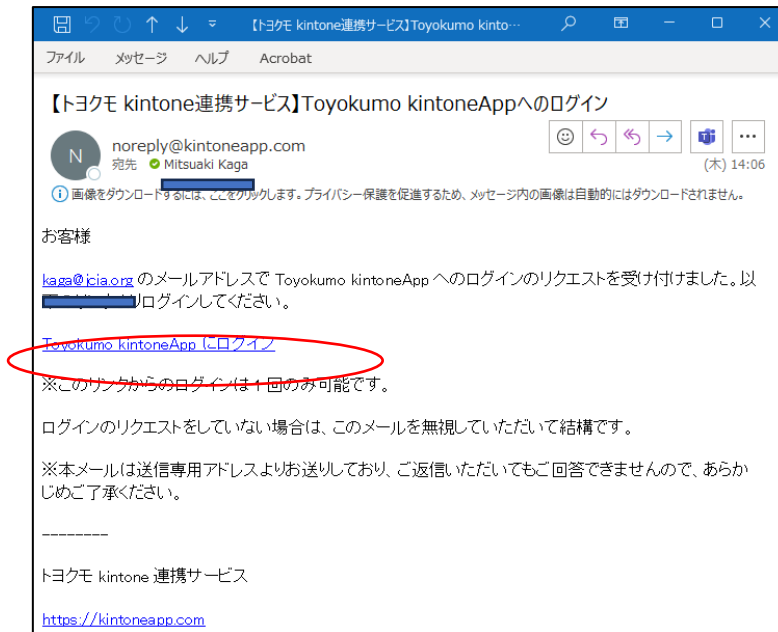 【トヨクモ kintone連携サービス】Toyokumo kinto…
ファイル メッセージ ヘルプ Acrobat
【トヨクモ kintone連携サービス】Toyokumo kintoneAppへのログイン
N
noreply@kintoneapp.com
宛先 Mitsuaki Kaga
(木) 14:06
画像をダウンロードするには、ここをクリックします。プライバシー保護を促進するため、メッセージ内の画像は自動的にはダウンロードされません。
お客様
kaga@jcia.org のメールアドレスで Toyokumo kintoneApp へのログインのリクエストを受け付けました。以
りログインしてください。
Toyokumo kintoneApp にログイン
※このリンクからのログインは 1 回のみ可能です。
ログインのリクエストをしていない場合は、このメールを無視していただいて結構です。
※本メールは送信専用アドレスよりお送りしており、ご返信いただいてもご回答できませんので、あらか
じめご了承ください。
--------
トヨクモ kintone 連携サービス
https://kintoneapp.com